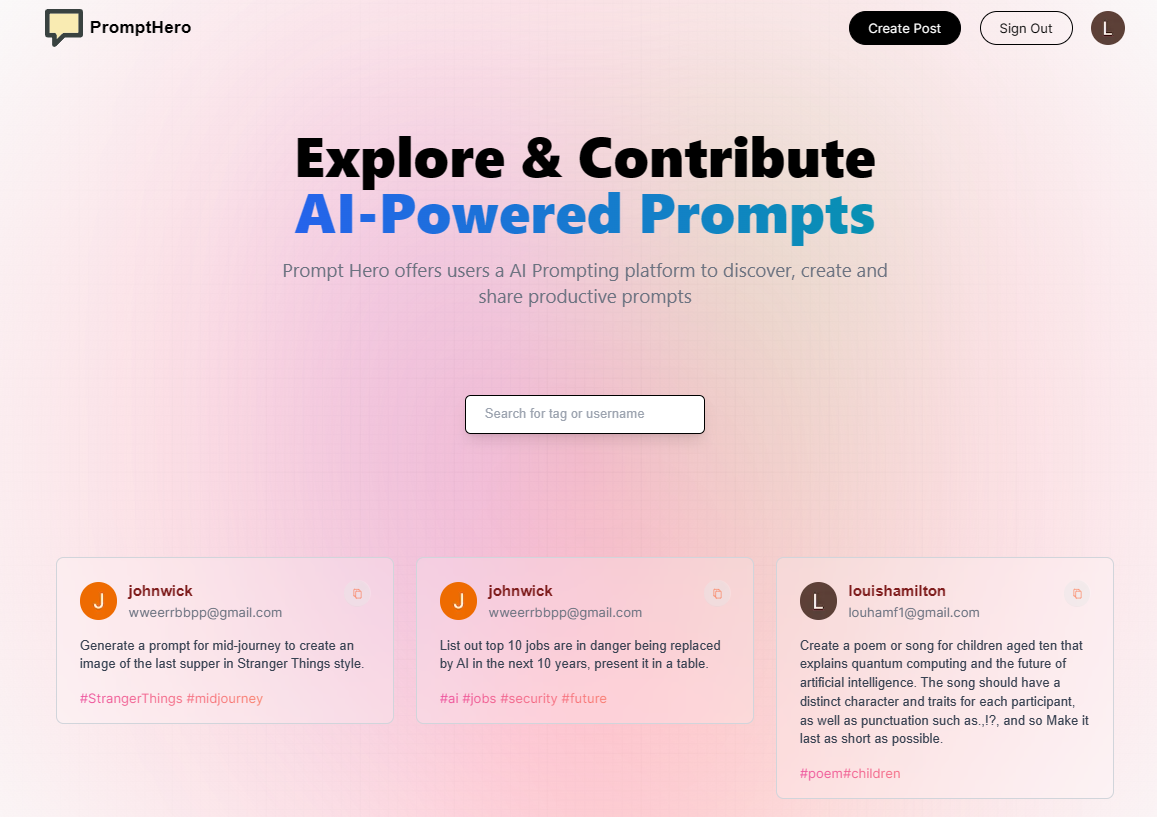 PromptHero
Create Post
Sign Out
L
Explore & Contribute
AI-Powered Prompts
Prompt Hero offers users a AI Prompting platform to discover, create and
share productive prompts
Search for tag or username
J
johnwick
wweerrbbpp@gmail.com
Generate a prompt for mid-journey to create an
image of the last supper in Stranger Things style.
#StrangerThings #midjourney
J
johnwick
wweerrbbpp@gmail.com
List out top 10 jobs are in danger being replaced
by AI in the next 10 years, present it in a table.
#ai #jobs #security #future
L
louishamilton
louhamf1@gmail.com
Create a poem or song for children aged ten that
explains quantum computing and the future of
artificial intelligence. The song should have a
distinct character and traits for each participant,
as well as punctuation such as.,!?, and so Make it
last as short as possible.
#poem#children